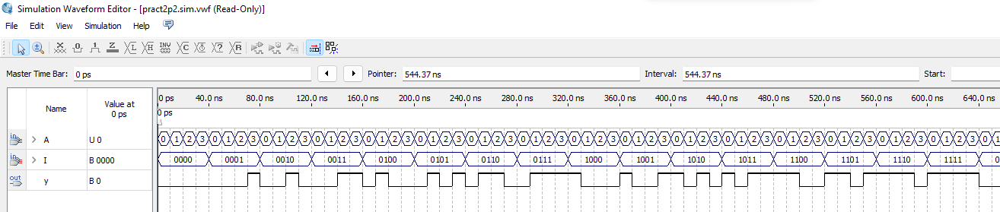 Simulation Waveform Editor - [pract2p2.sim.vwf (Read-Only)]
File Edit View Simulation Help
Master Time Bar: 0 ps Pointer: 544.37 ns Interval: 544.37 ns Start:
Name Value at 0 ps
0 ps 40.0 ns 80.0 ns 120.0 ns 160.0 ns 200.0 ns 240.0 ns 280.0 ns 320.0 ns 360.0 ns 400.0 ns 440.0 ns 480.0 ns 520.0 ns 560.0 ns 600.0 ns 640.0 ns
0 ps
in A U 0 0 1 2 3 0 1 2 3 0 1 2 3 0 1 2 3 0 1 2 3 0 1 2 3 0 1 2 3 0 1 2 3 0 1 2 3 0 1 2 3 0 1 2 3 0 1 2 3 0 1 2 3 0 1 2 3 0 1 2 3 0 1 2 3 0 1
in I B 0000 0000 0001 0010 0011 0100 0101 0110 0111 1000 1001 1010 1011 1100 1101 1110 1111 0
out y B 0